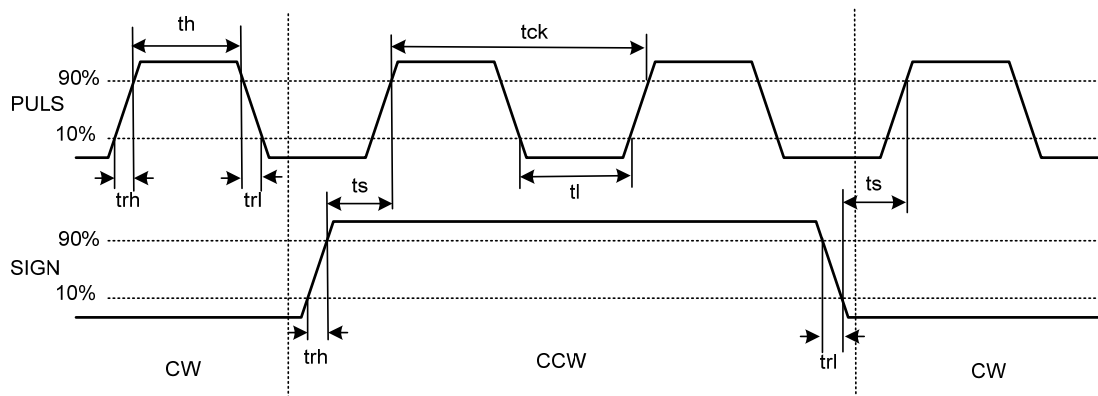 th
tck
90%
PULS
10%
trh
trl
ts
tl
ts
90%
SIGN
10%
trh
trl
CW
CCW
CW